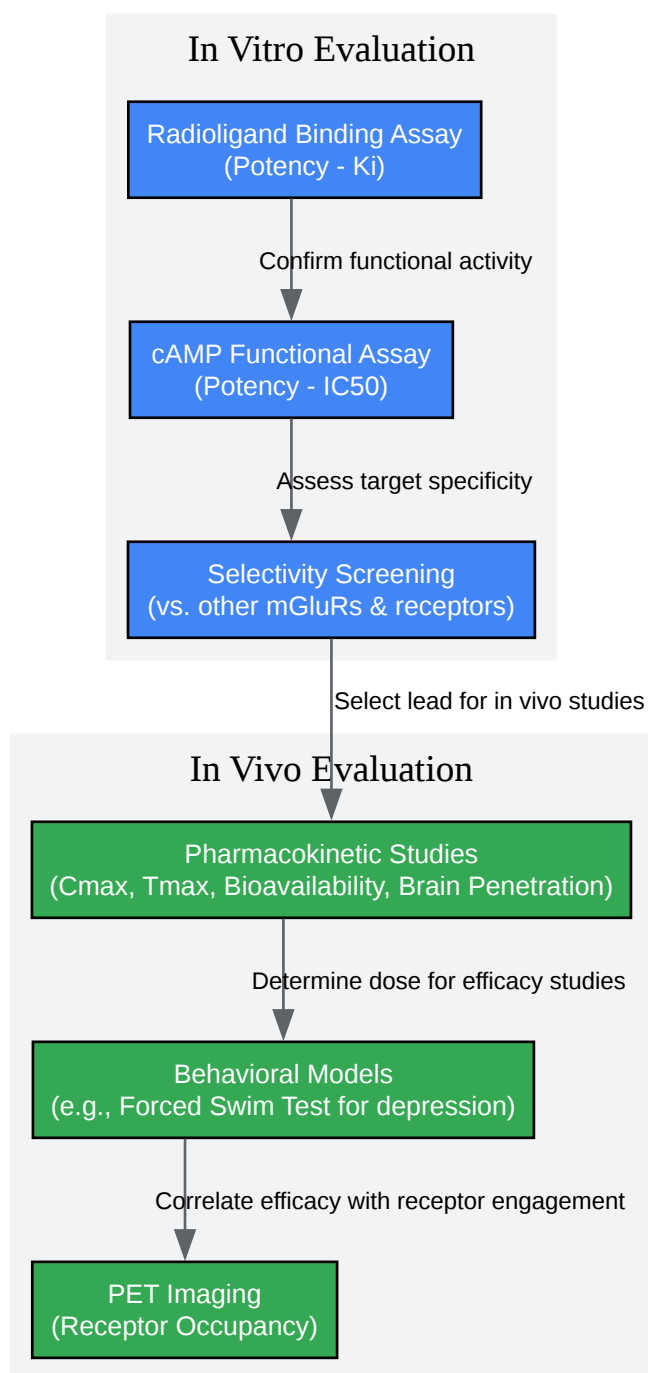 In Vitro Evaluation
Radioligand Binding Assay
(Potency - Ki)
Confirm functional activity
cAMP Functional Assay
(Potency - IC50)
Assess target specificity
Selectivity Screening
(vs. other mGluRs & receptors)
Select lead for in vivo studies
In Vivo Evaluation
Pharmacokinetic Studies
(Cmax, Tmax, Bioavailability, Brain Penetration)
Determine dose for efficacy studies
Behavioral Models
(e.g., Forced Swim Test for depression)
Correlate efficacy with receptor engagement
PET Imaging
(Receptor Occupancy)